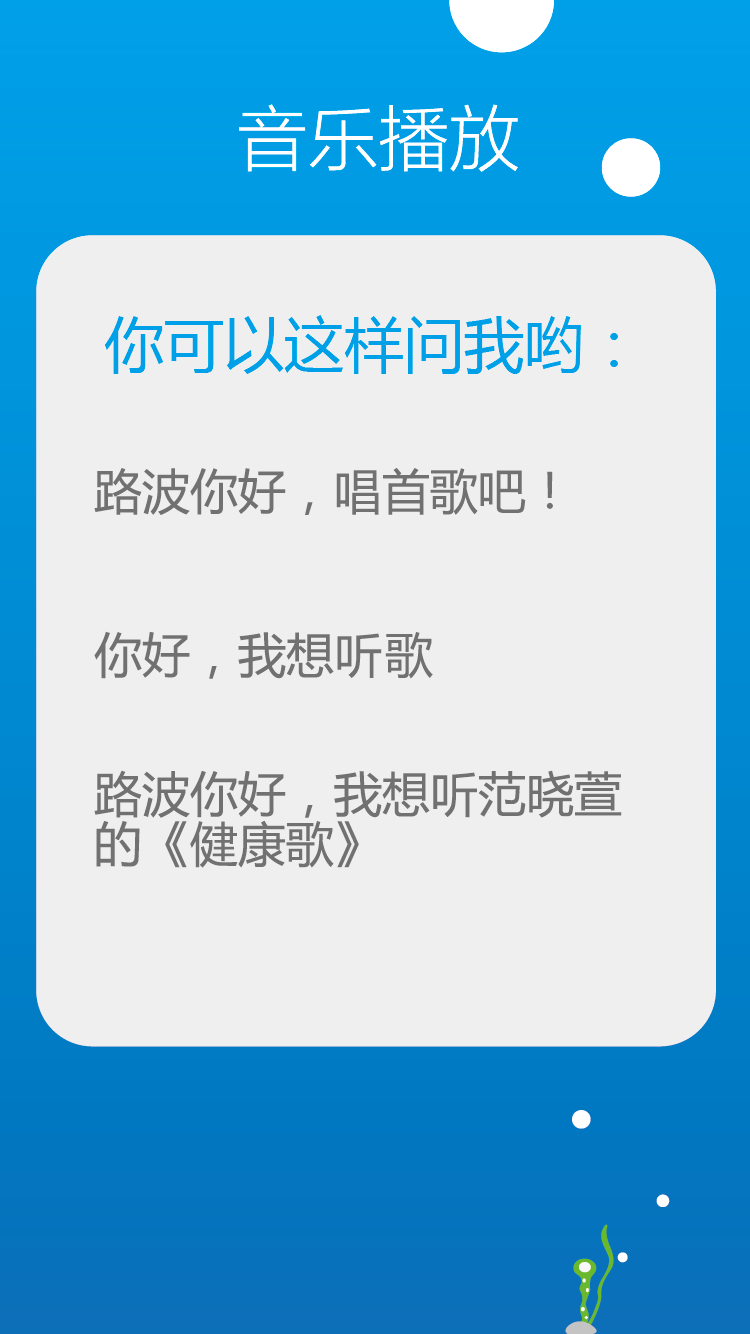 音乐播放
你可以这样问我哟：
路波你好，唱首歌吧！
你好，我想听歌
路波你好，我想听范晓萱
的《健康歌》